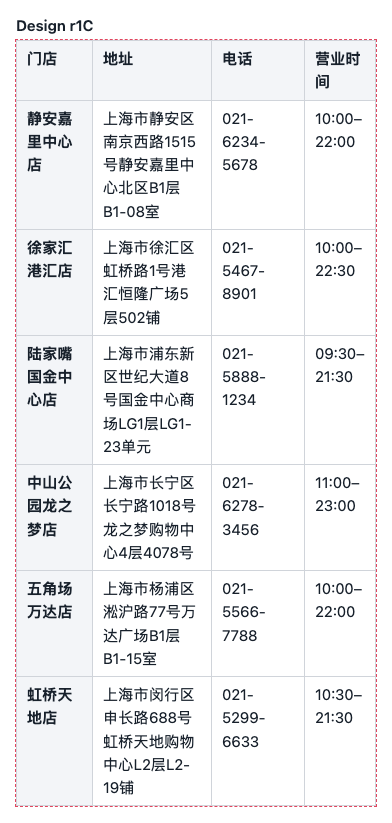 Design r1C
门店
地址
电话
营业时
间
静安嘉
里中心
店
上海市静安区
南京西路1515
号静安嘉里中
心北区B1层
B1-08室
021-
6234-
5678
10:00–
22:00
徐家汇
港汇店
上海市徐汇区
虹桥路1号港
汇恒隆广场5
层502铺
021-
5467-
8901
10:00–
22:30
陆家嘴
国金中
心店
上海市浦东新
区世纪大道8
号国金中心商
场LG1层LG1-
23单元
021-
5888-
1234
09:30–
21:30
中山公
园龙之
梦店
上海市长宁区
长宁路1018号
龙之梦购物中
心4层4078号
021-
6278-
3456
11:00–
23:00
五角场
万达店
上海市杨浦区
淞沪路77号万
达广场B1层
B1-15室
021-
5566-
7788
10:00–
22:00
虹桥天
地店
上海市闵行区
申长路688号
虹桥天地购物
中心L2层L2-
19铺
021-
5299-
6633
10:30–
21:30